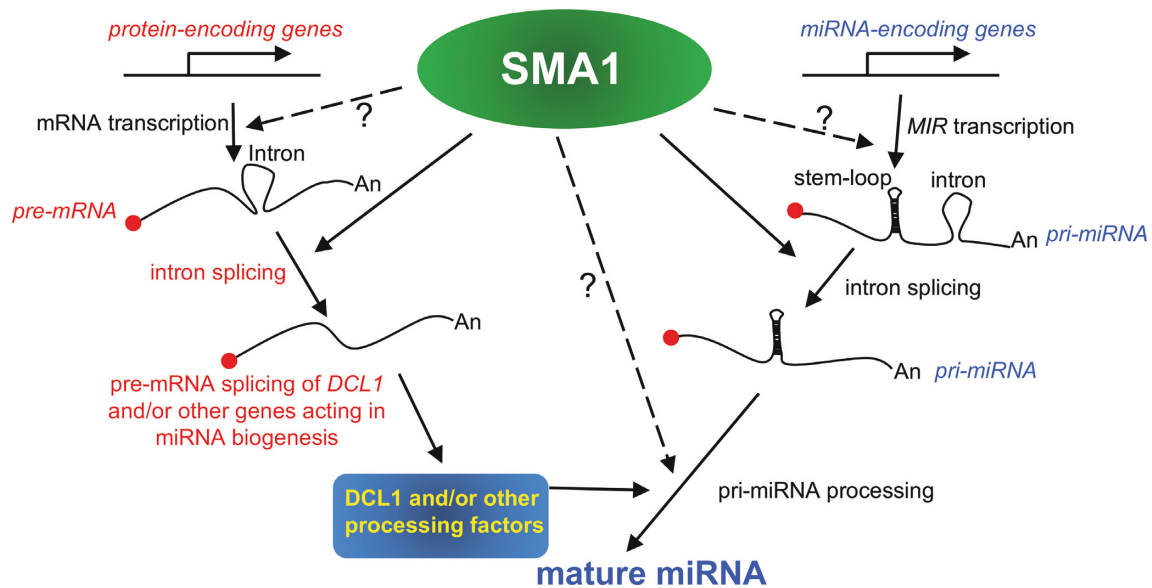 protein-encoding genes
SMA1
miRNA-encoding genes
?
?
mRNA transcription
MIR transcription
Intron
An
pre-mRNA
stem-loop
intron
An
pri-miRNA
intron splicing
?
intron splicing
An
An
pri-miRNA
pre-mRNA splicing of DCL1
and/or other genes acting in
miRNA biogenesis
DCL1 and/or other
processing factors
pri-miRNA processing
mature miRNA